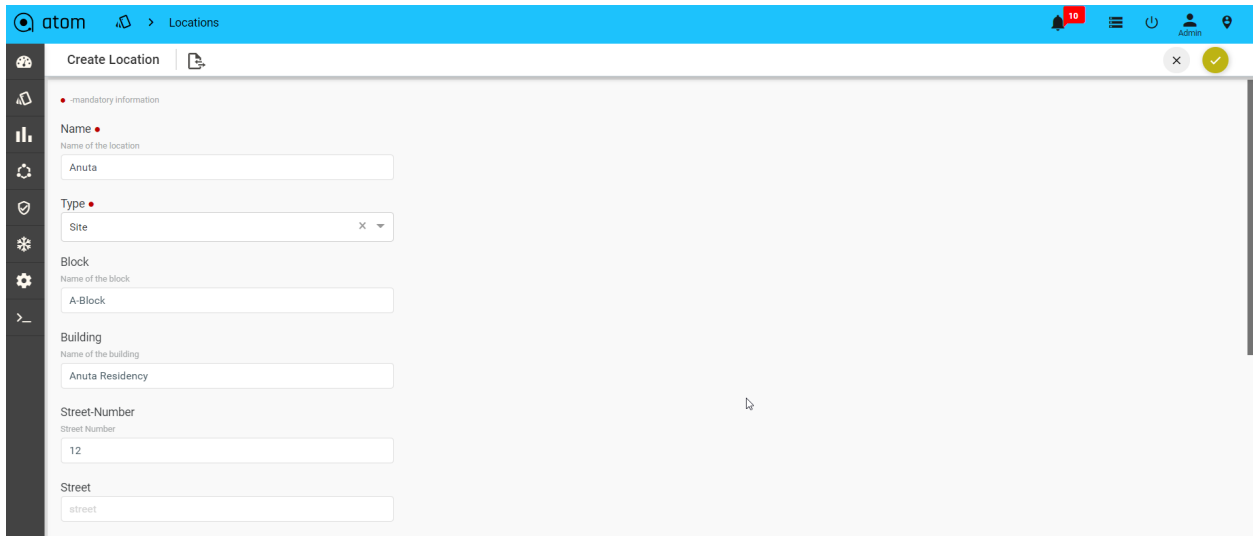 atom > Locations 10 Admin
Create Location
-mandatory information
Name
Name of the location
Anuta
Type
Site
Block
Name of the block
A-Block
Building
Name of the building
Anuta Residency
Street-Number
Street Number
12
Street
street